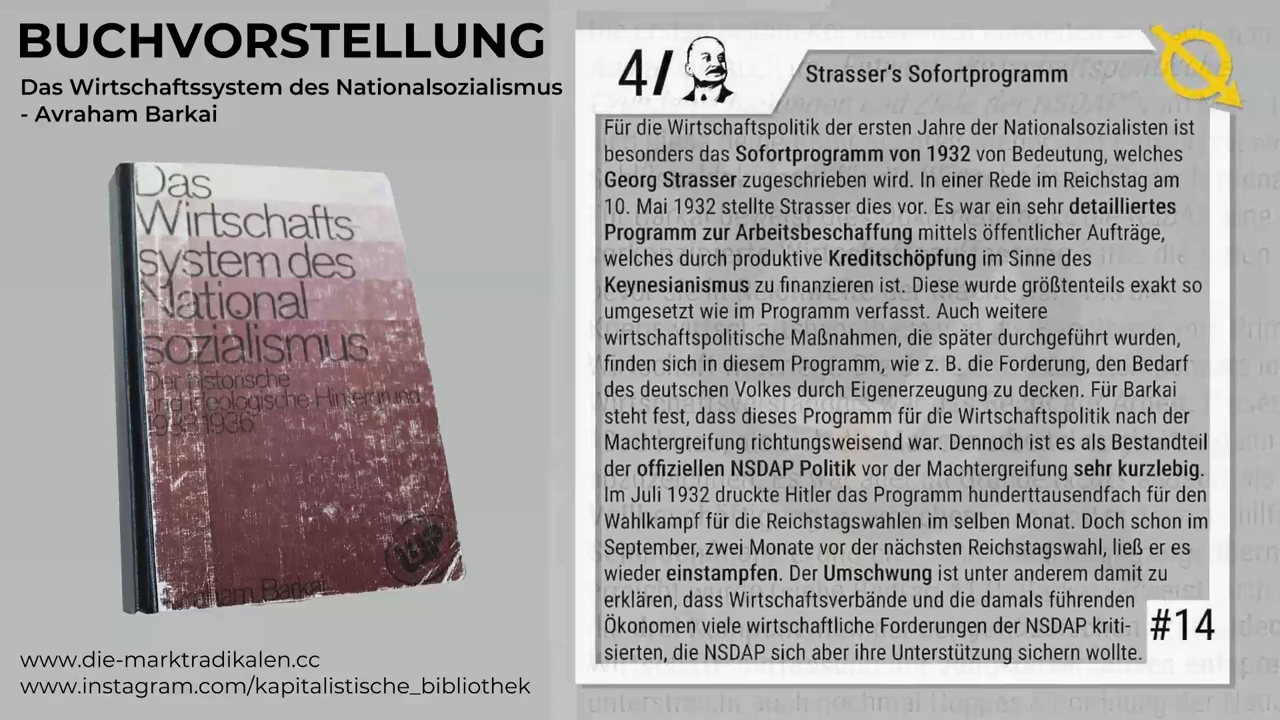 BUCHVORSTELLUNG
Das Wirtschaftssystem des Nationalsozialismus
- Avraham Barkai
Das
Wirtschafts-
system des
National-
sozialismus
Der historische
und ideologische Hintergrund
1933-1936
Avraham Barkai
www.die-marktradikalen.cc
www.instagram.com/kapitalistische_bibliothek
4/
Strasser's Sofortprogramm
Für die Wirtschaftspolitik der ersten Jahre der Nationalsozialisten ist
besonders das Sofortprogramm von 1932 von Bedeutung, welches
Georg Strasser zugeschrieben wird. In einer Rede im Reichstag am
10. Mai 1932 stellte Strasser dies vor. Es war ein sehr detailliertes
Programm zur Arbeitsbeschaffung mittels öffentlicher Aufträge,
welches durch produktive Kreditschöpfung im Sinne des
Keynesianismus zu finanzieren ist. Diese wurde größtenteils exakt so
umgesetzt wie im Programm verfasst. Auch weitere
wirtschaftspolitische Maßnahmen, die später durchgeführt wurden,
finden sich in diesem Programm, wie z. B. die Forderung, den Bedarf
des deutschen Volkes durch Eigenerzeugung zu decken. Für Barkai
steht fest, dass dieses Programm für die Wirtschaftspolitik nach der
Machtergreifung richtungsweisend war. Dennoch ist es als Bestandteil
der offiziellen NSDAP Politik vor der Machtergreifung sehr kurzlebig.
Im Juli 1932 druckte Hitler das Programm hunderttausendfach für den
Wahlkampf für die Reichstagswahlen im selben Monat. Doch schon im
September, zwei Monate vor der nächsten Reichstagswahl, ließ er es
wieder einstampfen. Der Umschwung ist unter anderem damit zu
erklären, dass Wirtschaftsverbände und die damals führenden
Ökonomen viele wirtschaftliche Forderungen der NSDAP kriti-
sierten, die NSDAP sich aber ihre Unterstützung sichern wollte.
#14